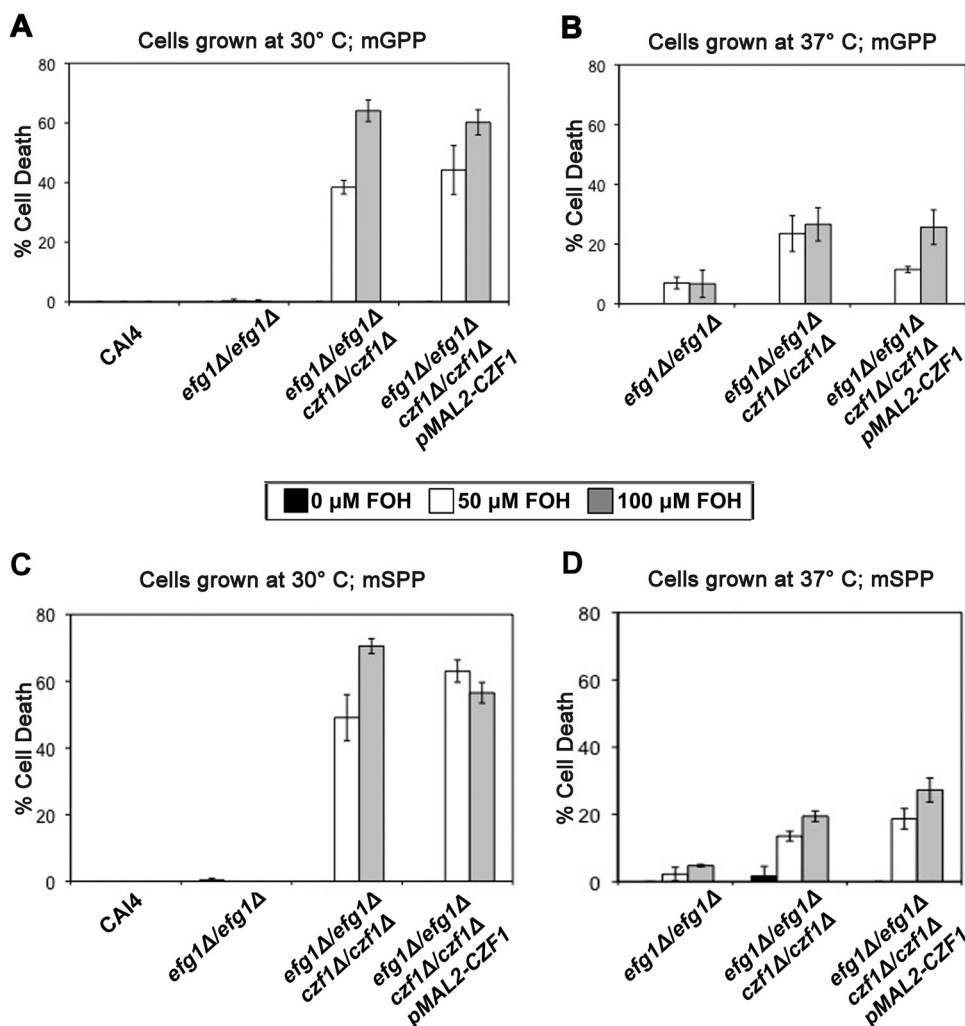 A
Cells grown at 30° C; mGPP
% Cell Death
80
60
40
20
0
CAI4
efg1Δ/efg1Δ
efg1Δ/efg1Δ
czf1Δ/czf1Δ
efg1Δ/efg1Δ
czf1Δ/czf1Δ
pMAL2-CZF1
B
Cells grown at 37° C; mGPP
% Cell Death
80
60
40
20
0
efg1Δ/efg1Δ
efg1Δ/efg1Δ
czf1Δ/czf1Δ
efg1Δ/efg1Δ
czf1Δ/czf1Δ
pMAL2-CZF1
0 µM FOH 50 µM FOH 100 µM FOH
C
Cells grown at 30° C; mSPP
% Cell Death
80
60
40
20
0
CAI4
efg1Δ/efg1Δ
efg1Δ/efg1Δ
czf1Δ/czf1Δ
efg1Δ/efg1Δ
czf1Δ/czf1Δ
pMAL2-CZF1
D
Cells grown at 37° C; mSPP
% Cell Death
80
60
40
20
0
efg1Δ/efg1Δ
efg1Δ/efg1Δ
czf1Δ/czf1Δ
efg1Δ/efg1Δ
czf1Δ/czf1Δ
pMAL2-CZF1